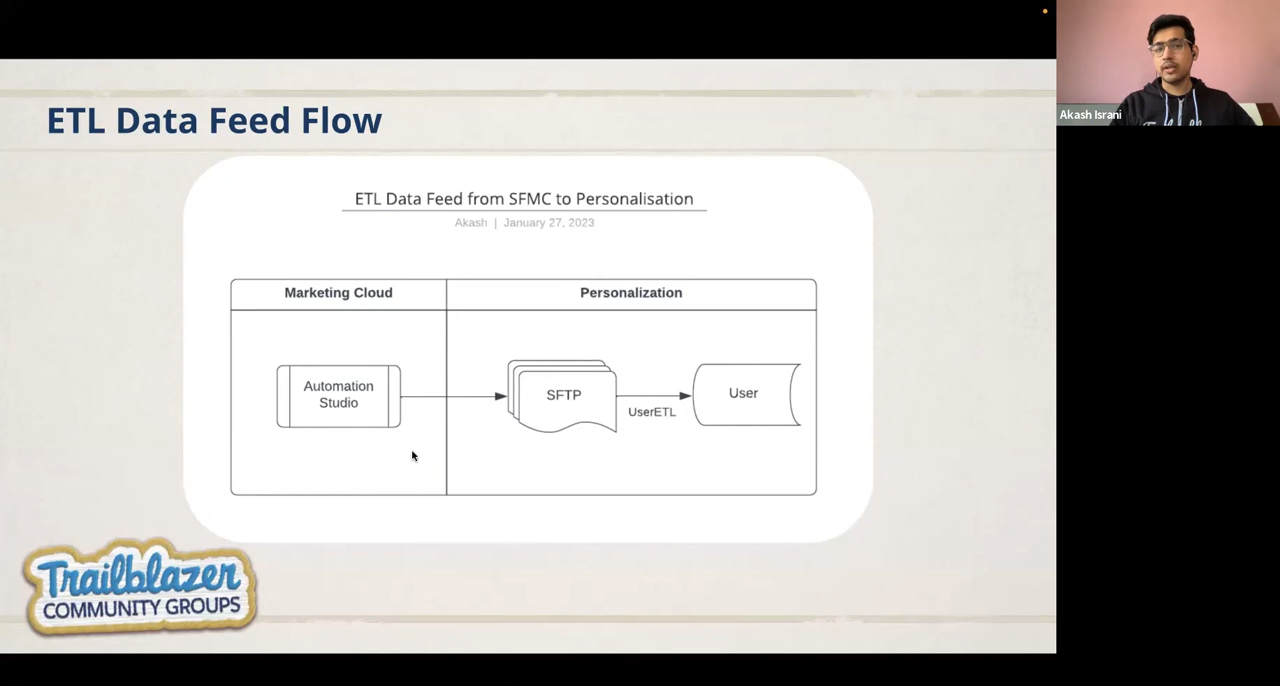 ETL Data Feed Flow
ETL Data Feed from SFMC to Personalisation
Akash | January 27, 2023
Marketing Cloud
Personalization
Automation
Studio
SFTP
UserETL
User
Trailblazer
COMMUNITY GROUPS
Akash Israni